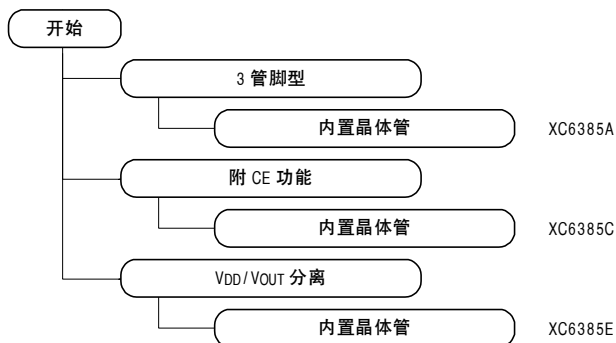 开始
3 管脚型
内置晶体管 XC6385A
附 CE 功能
内置晶体管 XC6385C
VDD/VOUT 分离
内置晶体管 XC6385E